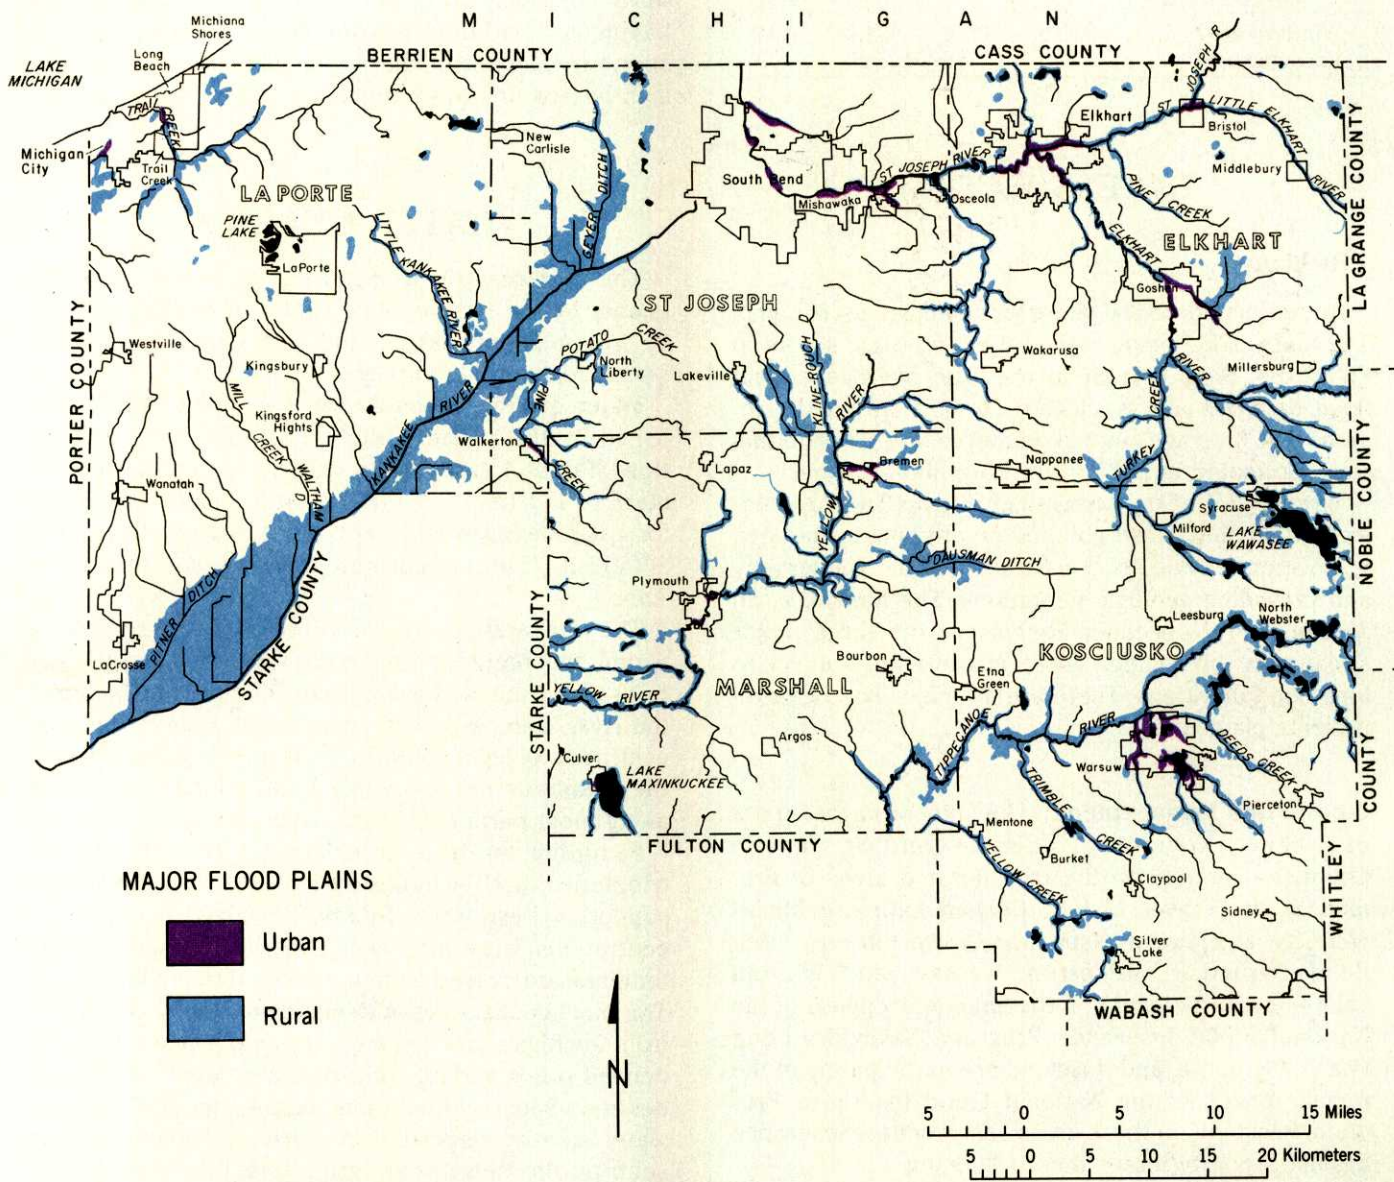 M I C H I G A N
Michiana
Shores
BERRIEN COUNTY
CASS COUNTY
LAKE
MICHIGAN
Long
Beach
TRAIL
CREEK
Trail
Creek
Michigan
City
LA PORTE
PINE
LAKE
LaPorte
LITTLE KANKAKEE RIVER
New
Carlisle
GEYER DITCH
South Bend
Mishawaka
ST JOSEPH RIVER
Osceola
Elkhart
ST JOSEPH R
Bristol
LITTLE ELKHART RIVER
Middlebury
PINE CREEK
ELKHART
ELKHART RIVER
Goshen
LAGRANGE COUNTY
PORTER COUNTY
Westville
Kingsbury
MILL CREEK
Kingsford
Hights
WALTHAM D
KANKAKEE RIVER
Wanatah
ST JOSEPH
POTATO CREEK
North
Liberty
PINE CREEK
Walkerton
Lakeville
KLINE-ROUCH D
YELLOW RIVER
Lapaz
Bremen
Wakarusa
Nappanee
TURKEY CREEK
Millersburg
Syracuse
Milford
LAKE
WAWASEE
NOBLE COUNTY
DAUSMAN DITCH
Plymouth
PITNER DITCH
LaCrosse
STARKE COUNTY
STARKE COUNTY
YELLOW RIVER
MARSHALL
Bourbon
Etna
Green
Leesburg
North
Webster
KOSCIUSKO
TIPPECANOE RIVER
Argos
Culver
LAKE
MAXINKUCKEE
Warsuw
DEEDS CREEK
Pierceton
TRIMBLE CREEK
Mentone
Burket
YELLOW CREEK
Claypool
Sidney
Silver
Lake
FULTON COUNTY
WABASH COUNTY
WHITLEY COUNTY
MAJOR FLOOD PLAINS
Urban
Rural
N
5 0 5 10 15 Miles
5 0 5 10 15 20 Kilometers